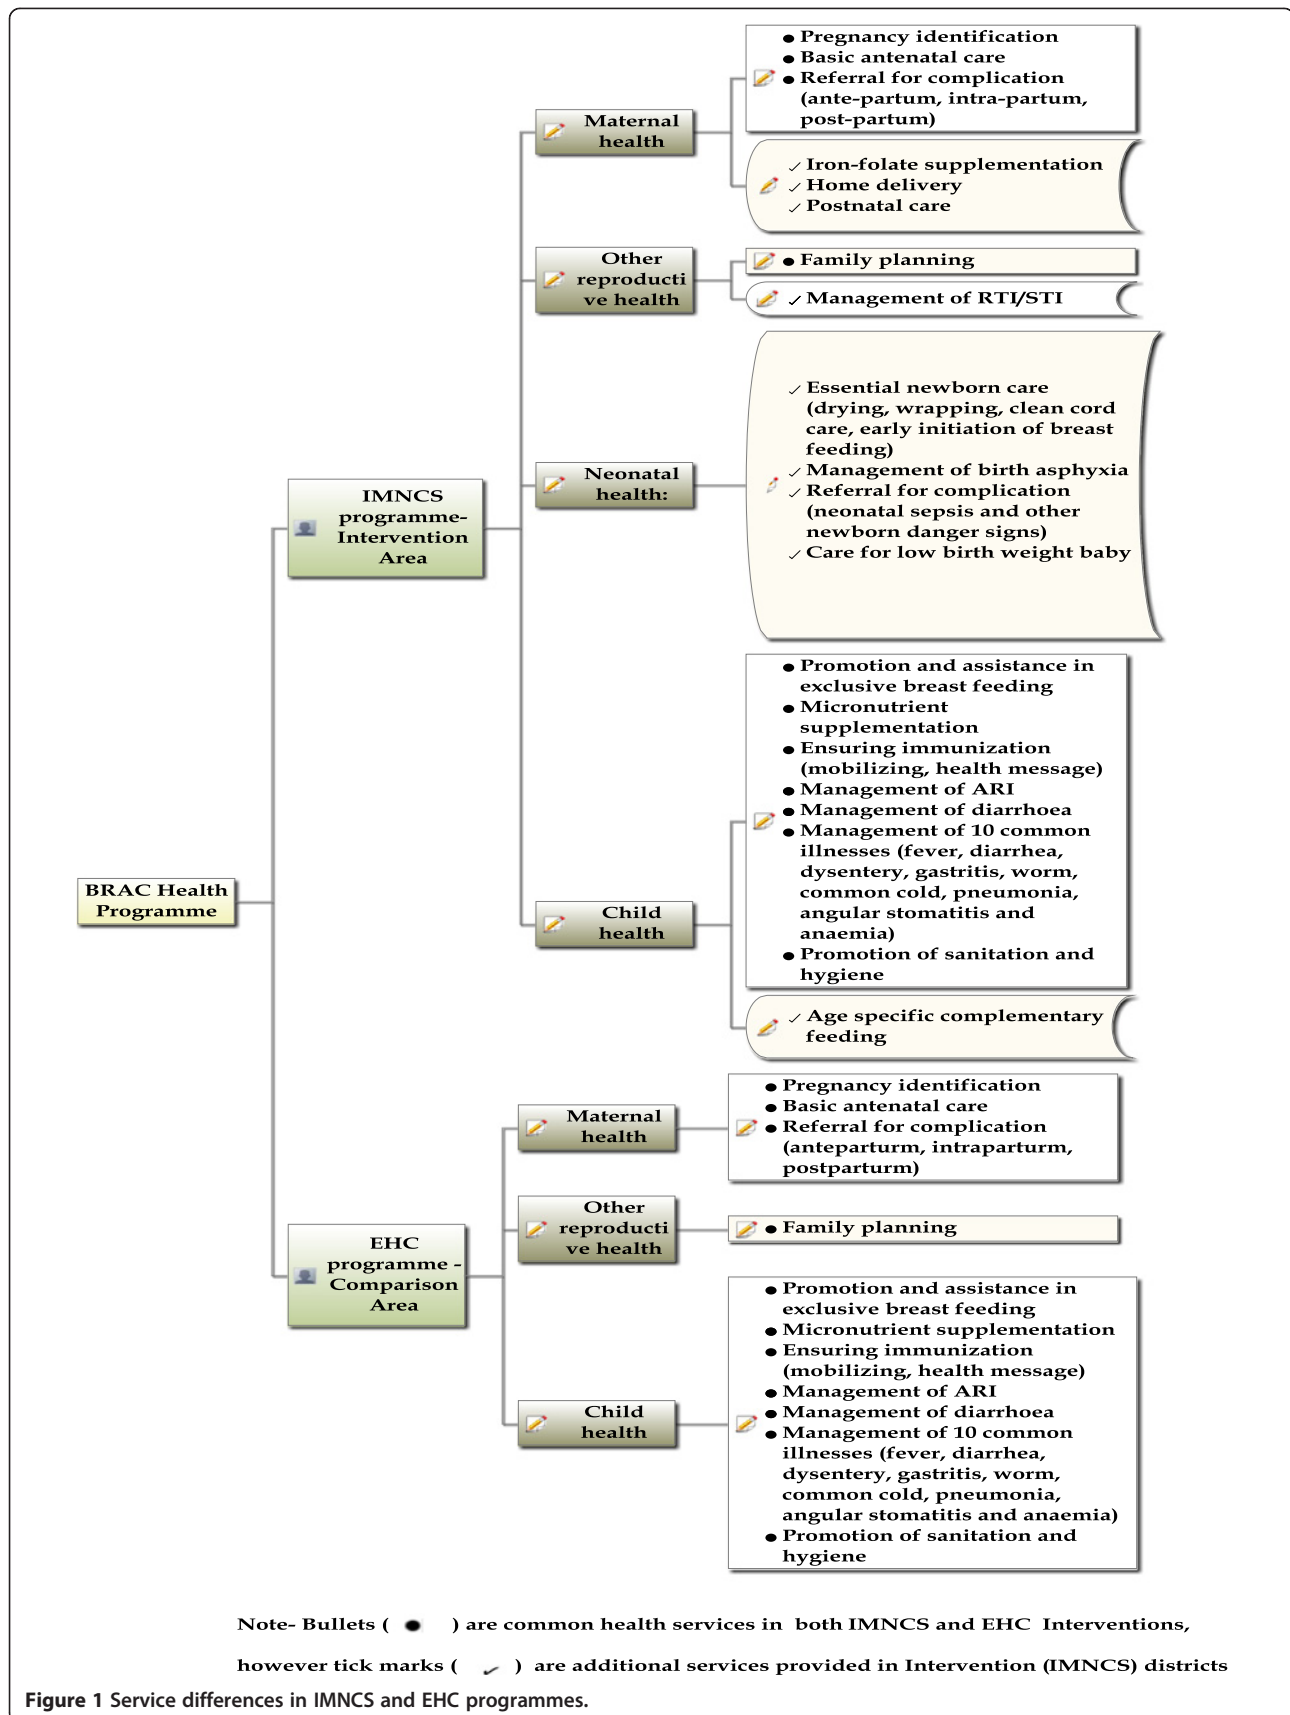 BRAC Health
Programme
IMNCS
programme-
Intervention
Area
Maternal
health
● Pregnancy identification
● Basic antenatal care
● Referral for complication
(ante-partum, intra-partum,
post-partum)
✓ Iron-folate supplementation
✓ Home delivery
✓ Postnatal care
Other
reproducti
ve health
● Family planning
✓ Management of RTI/STI
Neonatal
health:
✓ Essential newborn care
(drying, wrapping, clean cord
care, early initiation of breast
feeding)
✓ Management of birth asphyxia
✓ Referral for complication
(neonatal sepsis and other
newborn danger signs)
✓ Care for low birth weight baby
Child
health
● Promotion and assistance in
exclusive breast feeding
● Micronutrient
supplementation
● Ensuring immunization
(mobilizing, health message)
● Management of ARI
● Management of diarrhoea
● Management of 10 common
illnesses (fever, diarrhea,
dysentery, gastritis, worm,
common cold, pneumonia,
angular stomatitis and
anaemia)
● Promotion of sanitation and
hygiene
✓ Age specific complementary
feeding
EHC
programme -
Comparison
Area
Maternal
health
● Pregnancy identification
● Basic antenatal care
● Referral for complication
(anteparturm, intraparturm,
postparturm)
Other
reproducti
ve health
● Family planning
Child
health
● Promotion and assistance in
exclusive breast feeding
● Micronutrient supplementation
● Ensuring immunization
(mobilizing, health message)
● Management of ARI
● Management of diarrhoea
● Management of 10 common
illnesses (fever, diarrhea,
dysentery, gastritis, worm,
common cold, pneumonia,
angular stomatitis and anaemia)
● Promotion of sanitation and
hygiene
Note- Bullets ( ● ) are common health services in both IMNCS and EHC Interventions,
however tick marks ( ✓ ) are additional services provided in Intervention (IMNCS) districts
Figure 1 Service differences in IMNCS and EHC programmes.